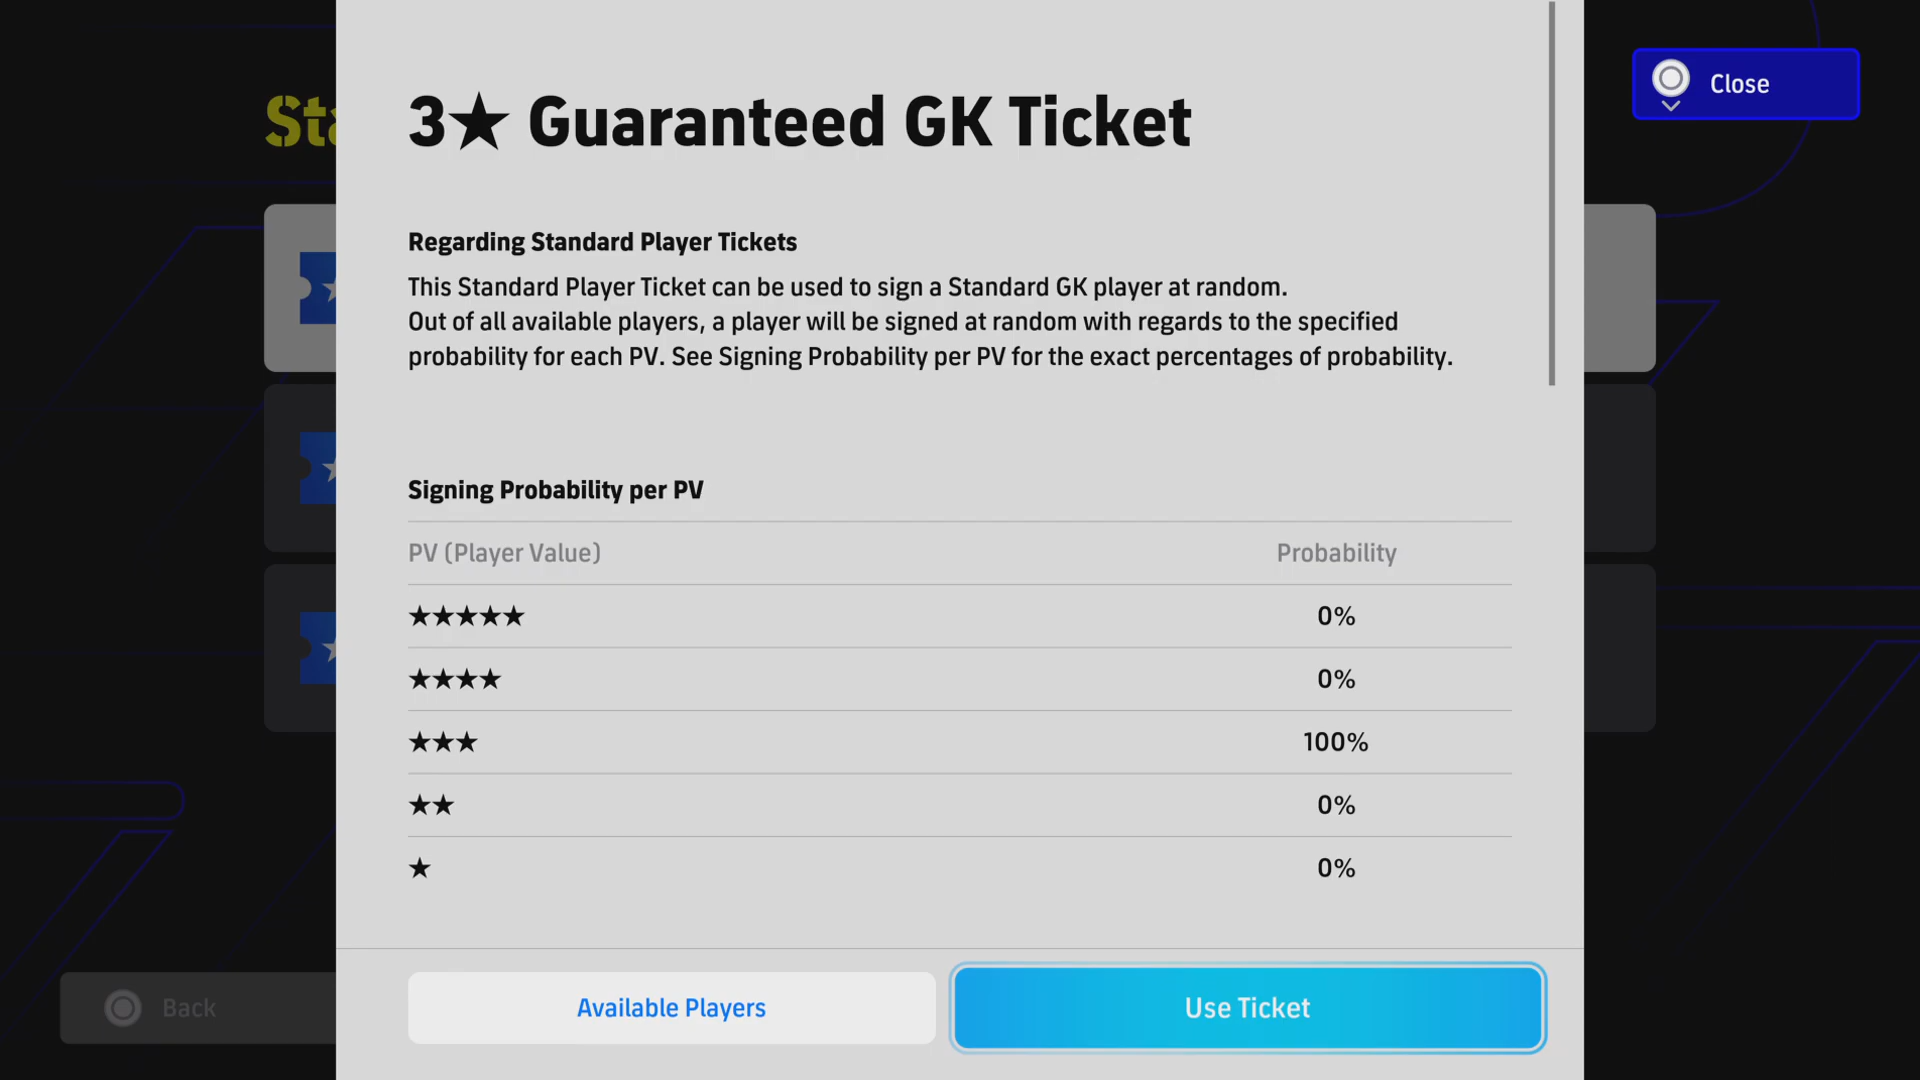 Sta
3★ Guaranteed GK Ticket
Close
Regarding Standard Player Tickets
This Standard Player Ticket can be used to sign a Standard GK player at random.
Out of all available players, a player will be signed at random with regards to the specified
probability for each PV. See Signing Probability per PV for the exact percentages of probability.
Signing Probability per PV
PV (Player Value) Probability
★★★★★ 0%
★★★★ 0%
★★★ 100%
★★ 0%
★ 0%
Back
Available Players
Use Ticket